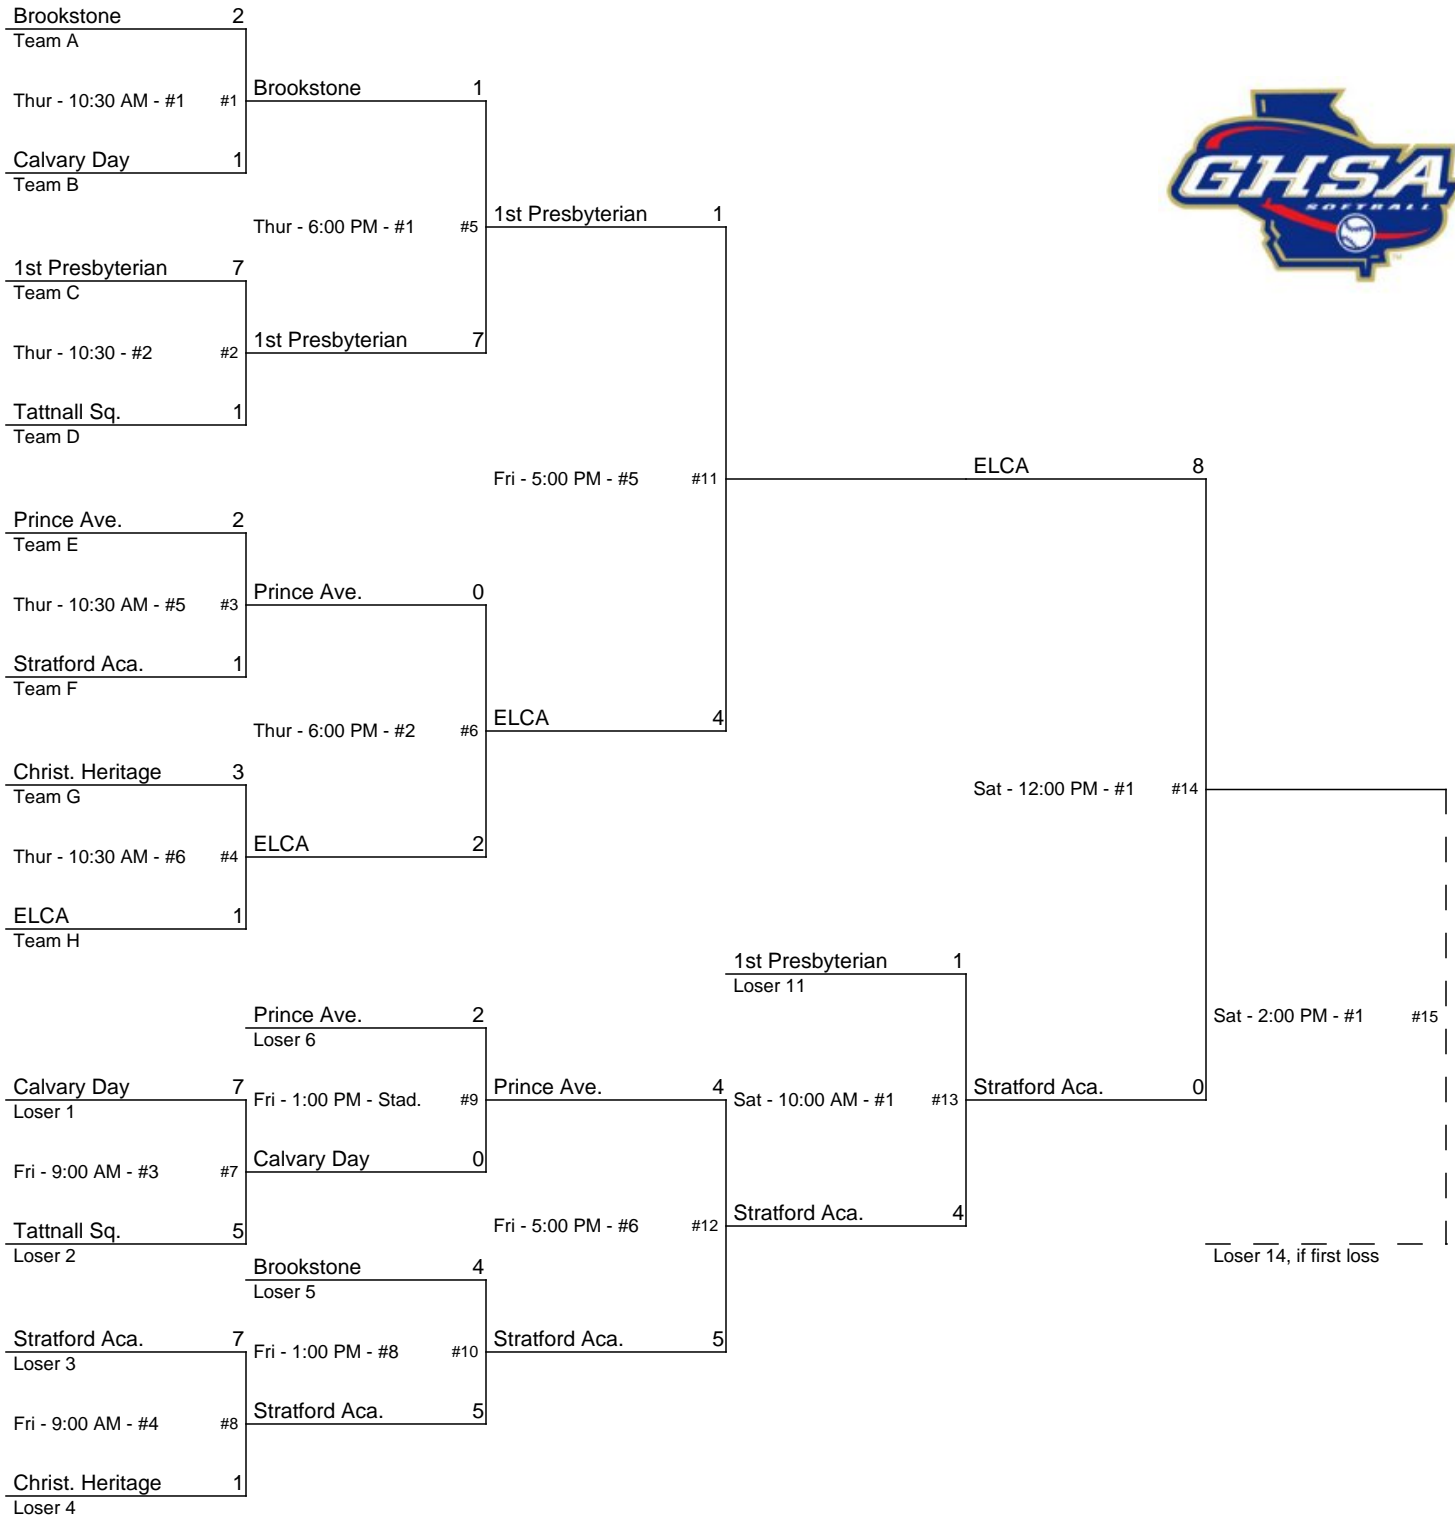 Brookstone 2
Team A
Thur - 10:30 AM - #1 #1
Calvary Day 1
Team B
Brookstone 1
Thur - 6:00 PM - #1 #5
1st Presbyterian 7
Team C
Thur - 10:30 - #2 #2
Tattnall Sq. 1
Team D
1st Presbyterian 7
1st Presbyterian 1
Fri - 5:00 PM - #5 #11
Prince Ave. 2
Team E
Thur - 10:30 AM - #5 #3
Stratford Aca. 1
Team F
Prince Ave. 0
Thur - 6:00 PM - #2 #6
Christ. Heritage 3
Team G
Thur - 10:30 AM - #6 #4
ELCA 1
Team H
ELCA 2
ELCA 4
ELCA 8
Sat - 12:00 PM - #1 #14
1st Presbyterian 1
Loser 11
Sat - 10:00 AM - #1 #13
Prince Ave. 2
Loser 6
Fri - 1:00 PM - Stad. #9
Calvary Day 7
Loser 1
Fri - 9:00 AM - #3 #7
Tattnall Sq. 5
Loser 2
Calvary Day 0
Prince Ave. 4
Fri - 5:00 PM - #6 #12
Brookstone 4
Loser 5
Fri - 1:00 PM - #8 #10
Stratford Aca. 7
Loser 3
Fri - 9:00 AM - #4 #8
Christ. Heritage 1
Loser 4
Stratford Aca. 5
Stratford Aca. 5
Stratford Aca. 4
Stratford Aca. 0
Sat - 2:00 PM - #1 #15
Loser 14, if first loss
GHSA
SOFTBALL
TM